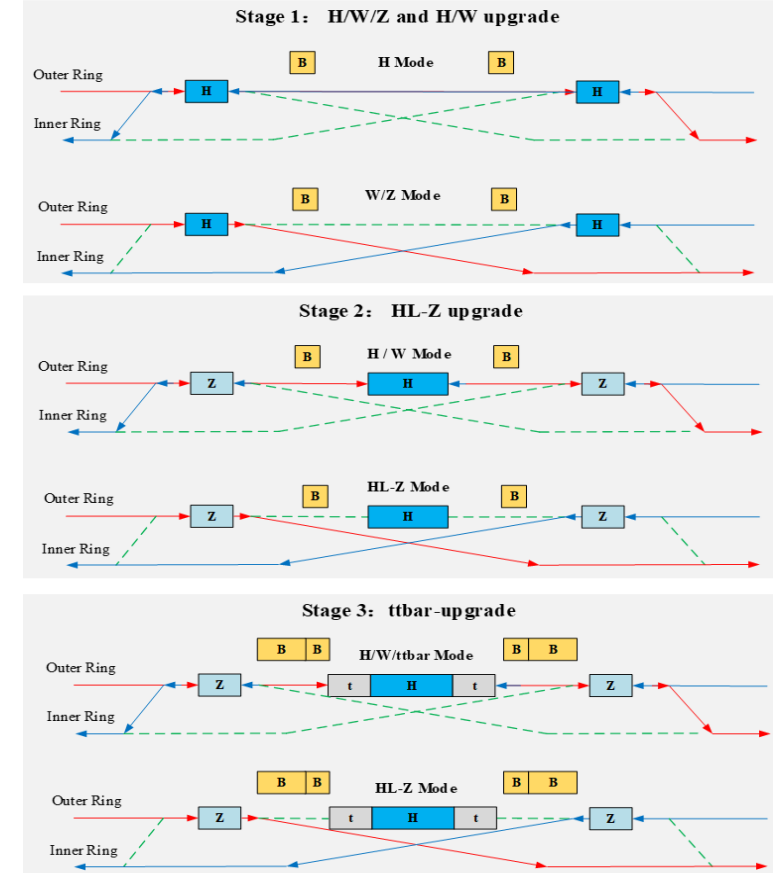 Stage 1： H/W/Z and H/W upgrade
B H Mode B
Outer Ring
H H
Inner Ring
W/Z Mode
B B
Outer Ring
H H
Inner Ring
Stage 2： HL-Z upgrade
B H / W Mode B
Outer Ring
Z H Z
Inner Ring
HL-Z Mode
B B
Outer Ring
Z H Z
Inner Ring
Stage 3： ttbar-upgrade
B B H/W/ttbar Mode B B
Outer Ring
Z t H t Z
Inner Ring
B B HL-Z Mode B B
Outer Ring
Z t H t Z
Inner Ring